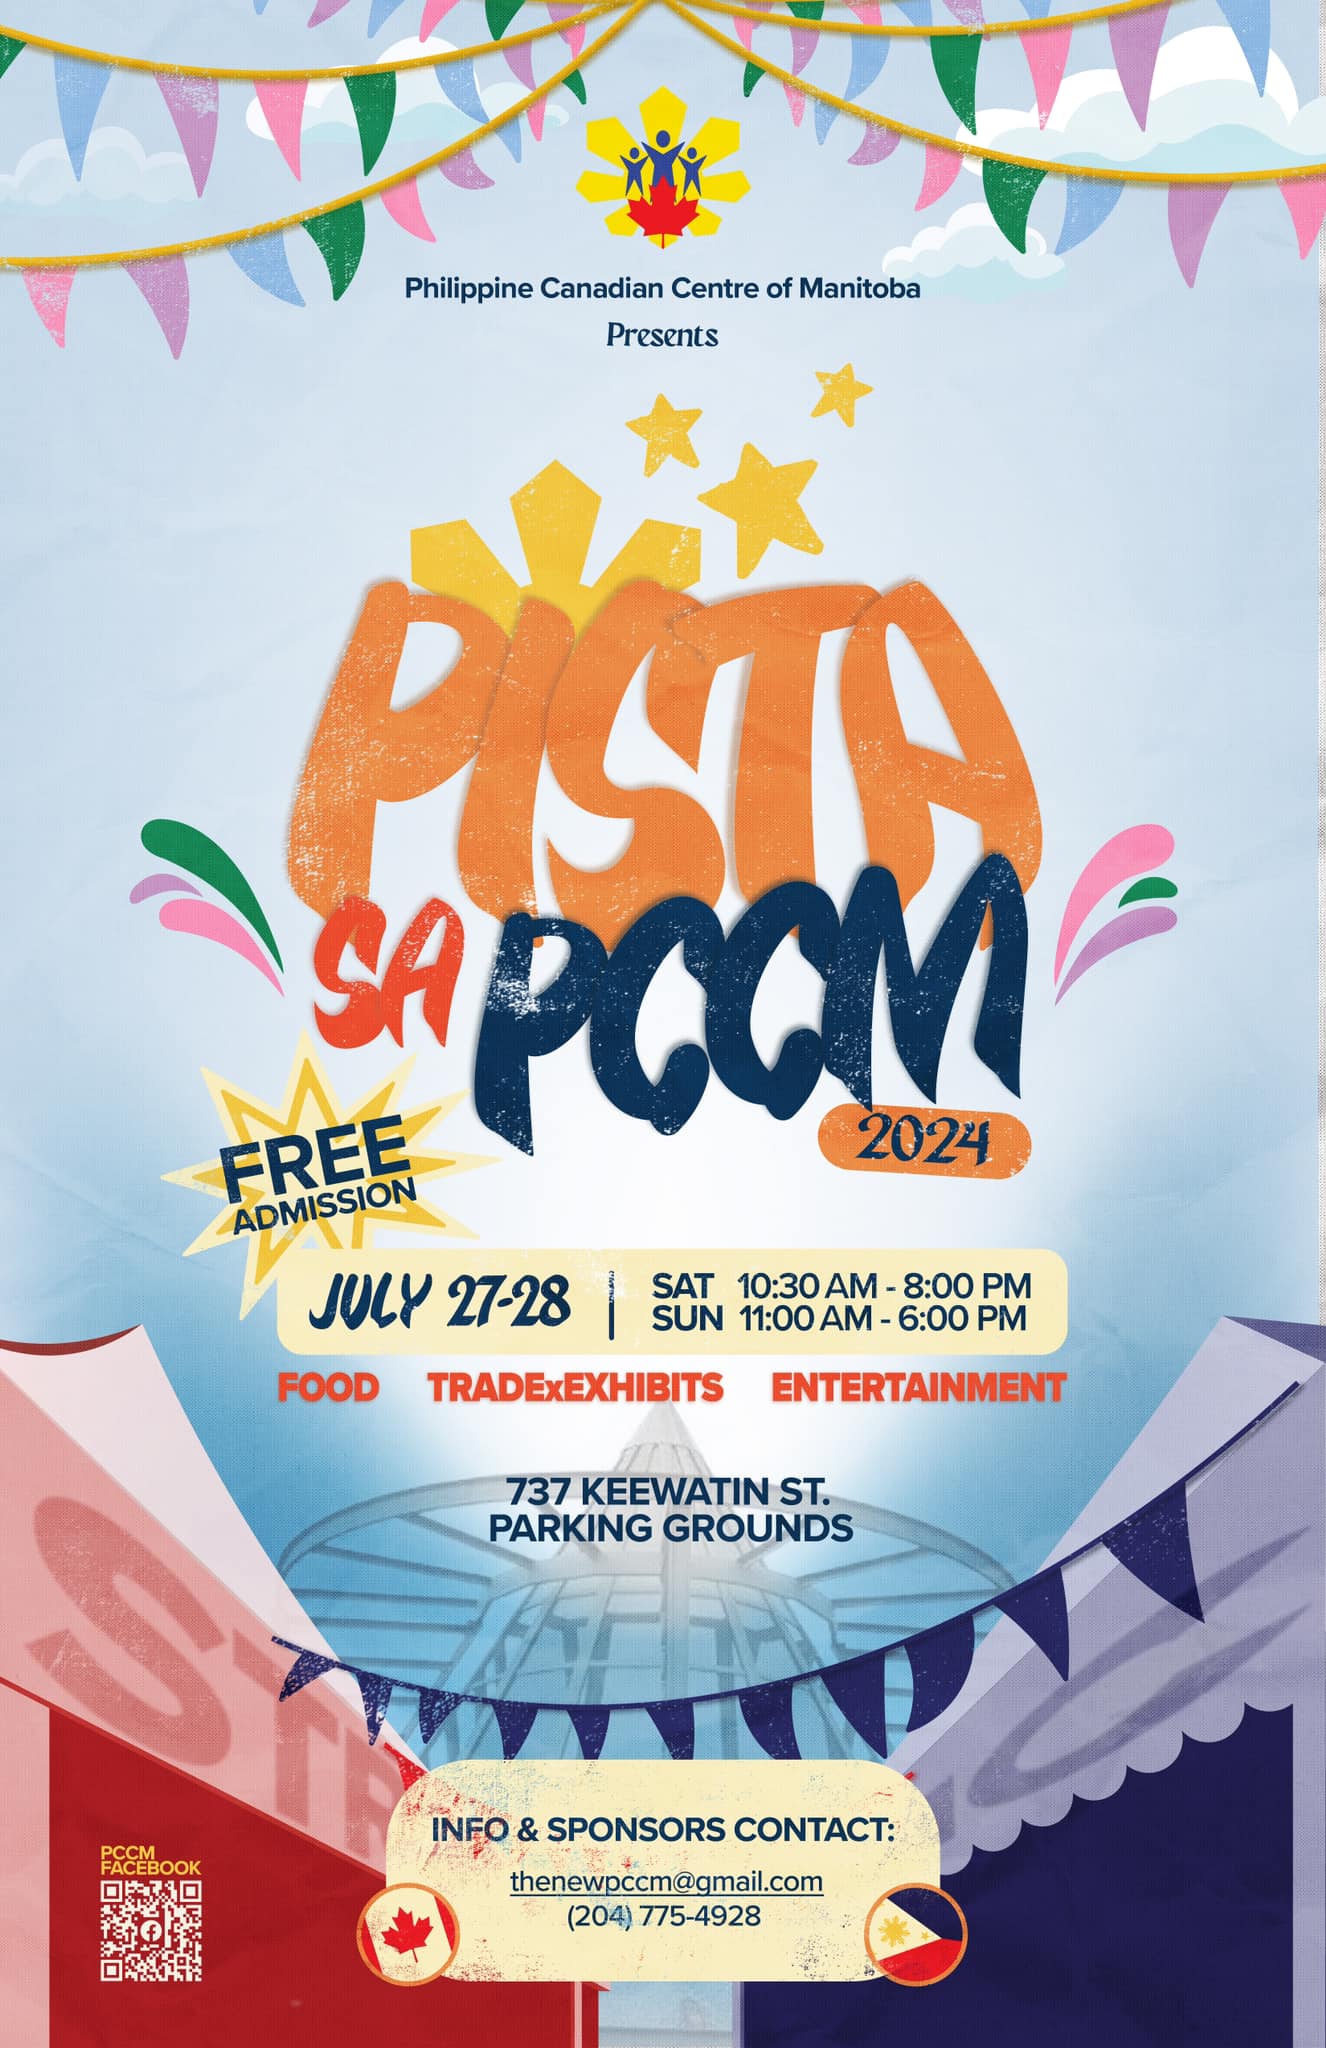 Philippine Canadian Centre of Manitoba
Presents
PISTA
SA PCCM
2024
FREE
ADMISSION
JULY 27-28
SAT 10:30 AM - 8:00 PM
SUN 11:00 AM - 6:00 PM
FOOD TRADExEXHIBITS ENTERTAINMENT
737 KEEWATIN ST.
PARKING GROUNDS
INFO & SPONSORS CONTACT:
thenewpccm@gmail.com
(204) 775-4928
PCCM
FACEBOOK